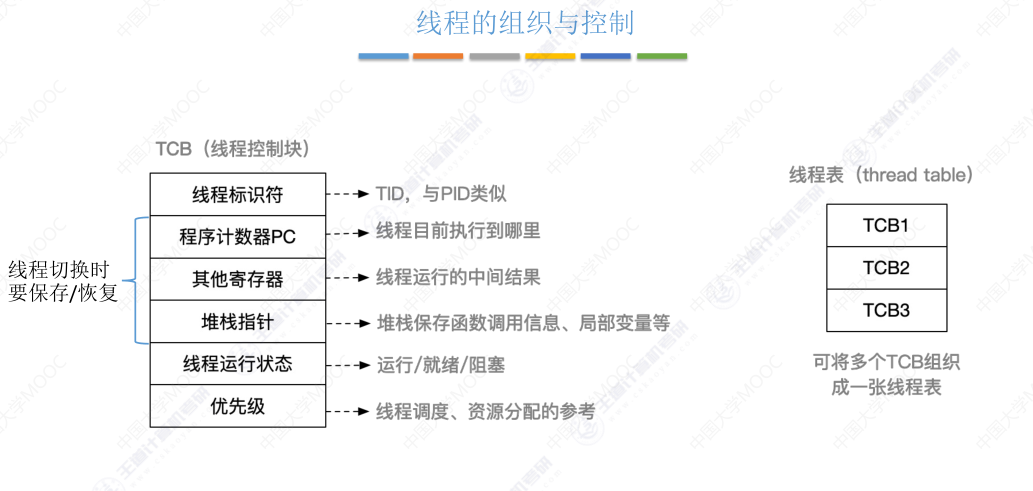 线程的组织与控制
TCB（线程控制块）
线程标识符
TID，与PID类似
程序计数器PC
线程目前执行到哪里
其他寄存器
线程运行的中间结果
堆栈指针
堆栈保存函数调用信息、局部变量等
线程运行状态
运行/就绪/阻塞
优先级
线程调度、资源分配的参考
线程切换时
要保存/恢复
线程表（thread table）
TCB1
TCB2
TCB3
可将多个TCB组织
成一张线程表
中国大学MOOC
王道计算机考研